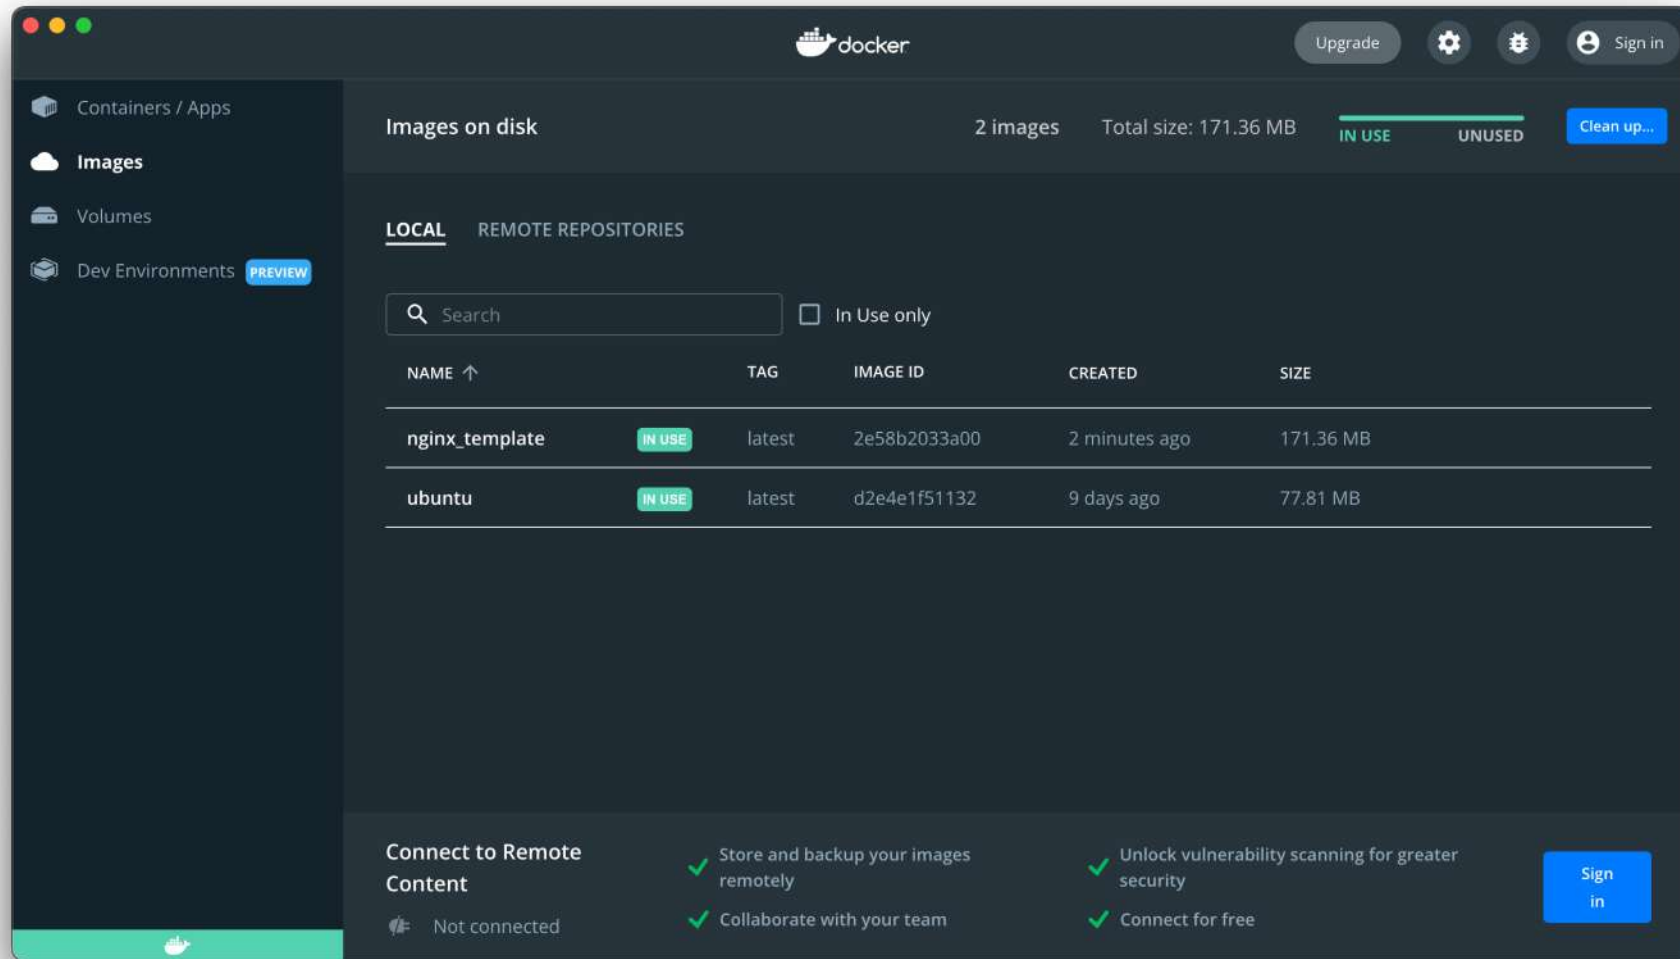 docker
Upgrade
Sign in
Containers / Apps
Images
Volumes
Dev Environments PREVIEW
Images on disk
2 images Total size: 171.36 MB IN USE UNUSED
Clean up...
LOCAL REMOTE REPOSITORIES
Search
In Use only
NAME TAG IMAGE ID CREATED SIZE
nginx_template IN USE latest 2e58b2033a00 2 minutes ago 171.36 MB
ubuntu IN USE latest d2e4e1f51132 9 days ago 77.81 MB
Connect to Remote
Content
Not connected
Store and backup your images
remotely
Collaborate with your team
Unlock vulnerability scanning for greater
security
Connect for free
Sign
in